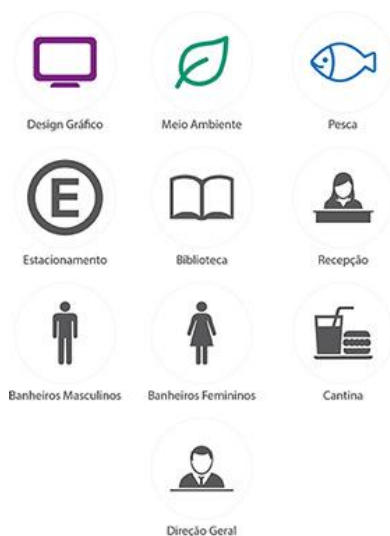 Design Gráfico
Meio Ambiente
Pesca
E
Estacionamento
Biblioteca
Recepção
Banheiros Masculinos
Banheiros Femininos
Cantina
Direção Geral